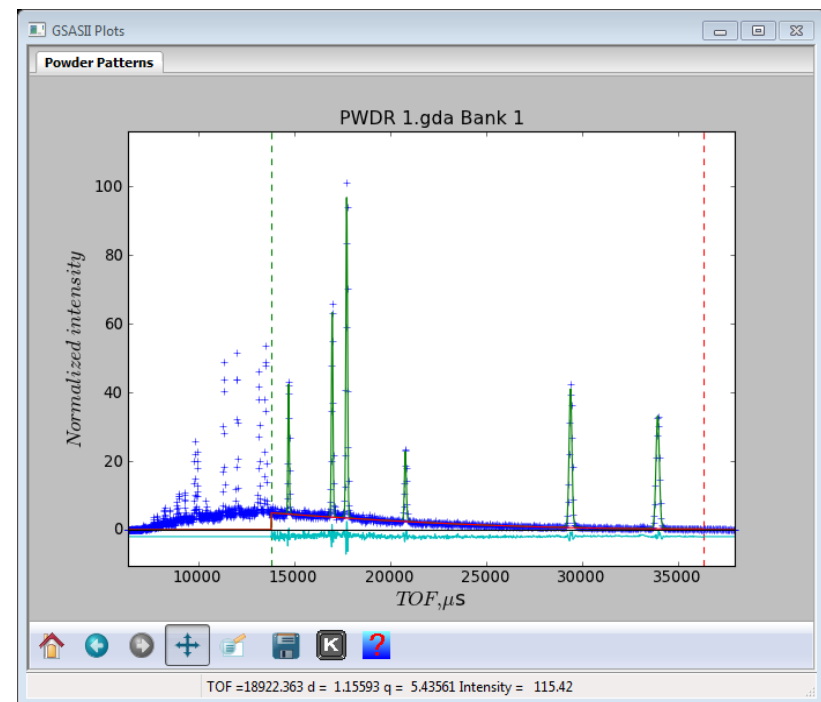 GSASII Plots
Powder Patterns
PWDR 1.gda Bank 1
Normalized intensity
100
80
60
40
20
0
10000 15000 20000 25000 30000 35000
TOF,μs
K ?
TOF =18922.363 d = 1.15593 q = 5.43561 Intensity = 115.42